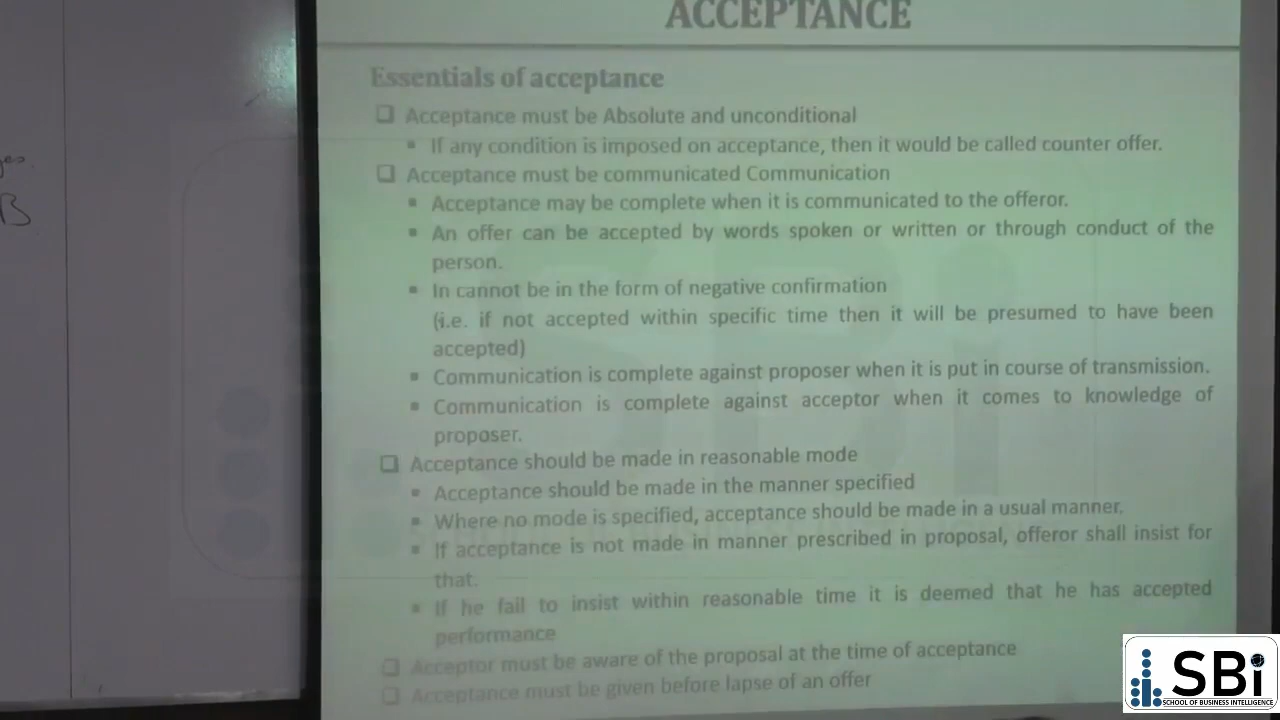 ACCEPTANCE
Essentials of acceptance
❑ Acceptance must be Absolute and unconditional
▪ If any condition is imposed on acceptance, then it would be called counter offer.
❑ Acceptance must be communicated Communication
▪ Acceptance may be complete when it is communicated to the offeror.
▪ An offer can be accepted by words spoken or written or through conduct of the
person.
▪ In cannot be in the form of negative confirmation
(i.e. if not accepted within specific time then it will be presumed to have been
accepted)
▪ Communication is complete against proposer when it is put in course of transmission.
▪ Communication is complete against acceptor when it comes to knowledge of
proposer.
❑ Acceptance should be made in reasonable mode
▪ Acceptance should be made in the manner specified
▪ Where no mode is specified, acceptance should be made in a usual manner.
▪ If acceptance is not made in manner prescribed in proposal, offeror shall insist for
that.
▪ If he fail to insist within reasonable time it is deemed that he has accepted
performance
❑ Acceptor must be aware of the proposal at the time of acceptance
❑ Acceptance must be given before lapse of an offer
B
SBi
SCHOOL OF BUSINESS INTELLIGENCE